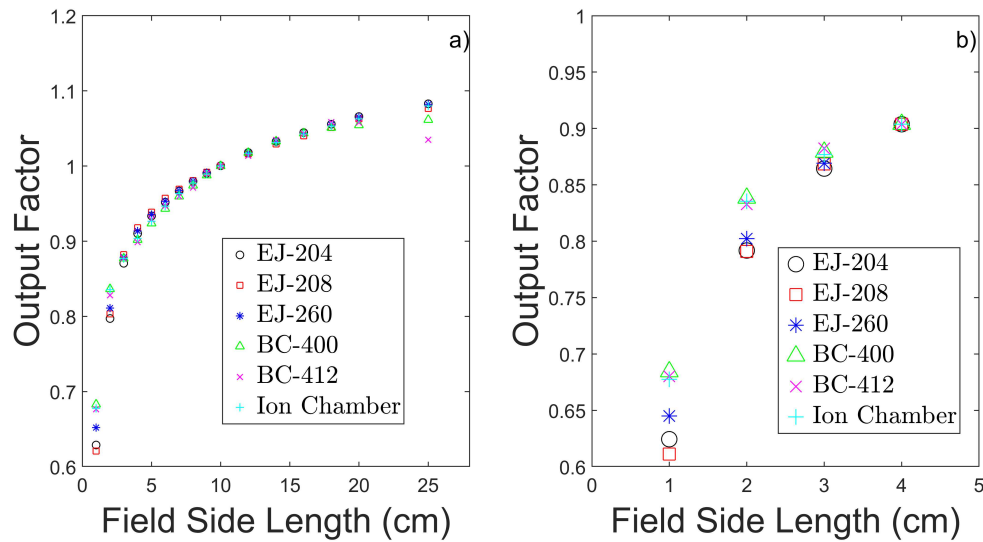 a)
1.2
1.1
1
0.9
0.8
0.7
0.6
0 5 10 15 20 25
Output Factor
Field Side Length (cm)
EJ-204
EJ-208
EJ-260
BC-400
BC-412
Ion Chamber
b)
1
0.95
0.9
0.85
0.8
0.75
0.7
0.65
0.6
0 1 2 3 4 5
Output Factor
Field Side Length (cm)
EJ-204
EJ-208
EJ-260
BC-400
BC-412
Ion Chamber